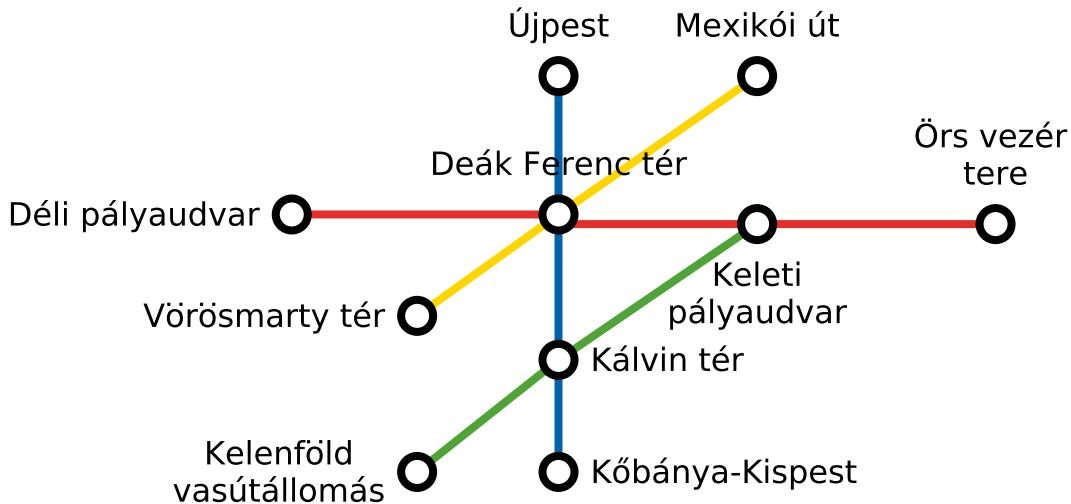 Újpest
Mexikói út
Örs vezér
tere
Deák Ferenc tér
Déli pályaudvar
Keleti
pályaudvar
Vörösmarty tér
Kálvin tér
Kelenföld
vasútállomás
Kőbánya-Kispest